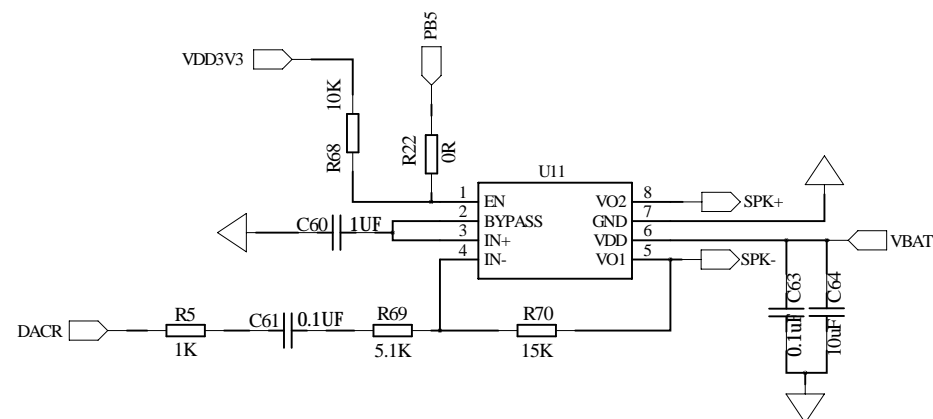 PB5
VDD3V3
10K
R68
R22
0R
U11
1
EN
VO2
8
SPK+
2
BYPASS
GND
7
C60
1UF
3
IN+
VDD
6
VBAT
4
IN-
VO1
5
SPK-
C63
C64
0.1uF
10uF
DACR
R5
1K
C61
0.1UF
R69
5.1K
R70
15K